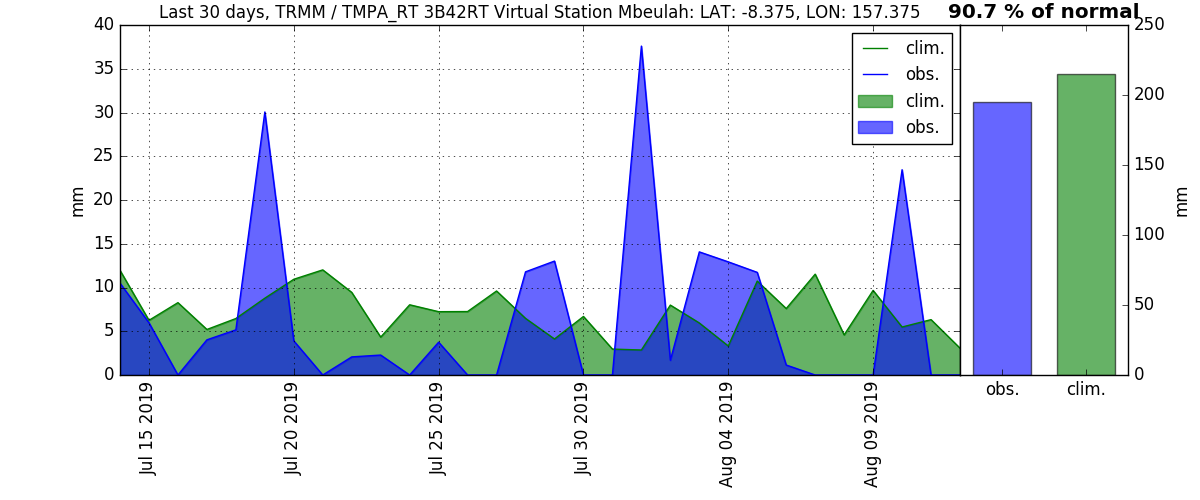 Last 30 days, TRMM / TMPA_RT 3B42RT Virtual Station Mbeulah: LAT: -8.375, LON: 157.375
90.7 % of normal
40
35
30
25
20
15
10
5
0
mm
clim.
obs.
clim.
obs.
Jul 15 2019
Jul 20 2019
Jul 25 2019
Jul 30 2019
Aug 04 2019
Aug 09 2019
250
200
150
100
50
0
mm
obs.
clim.